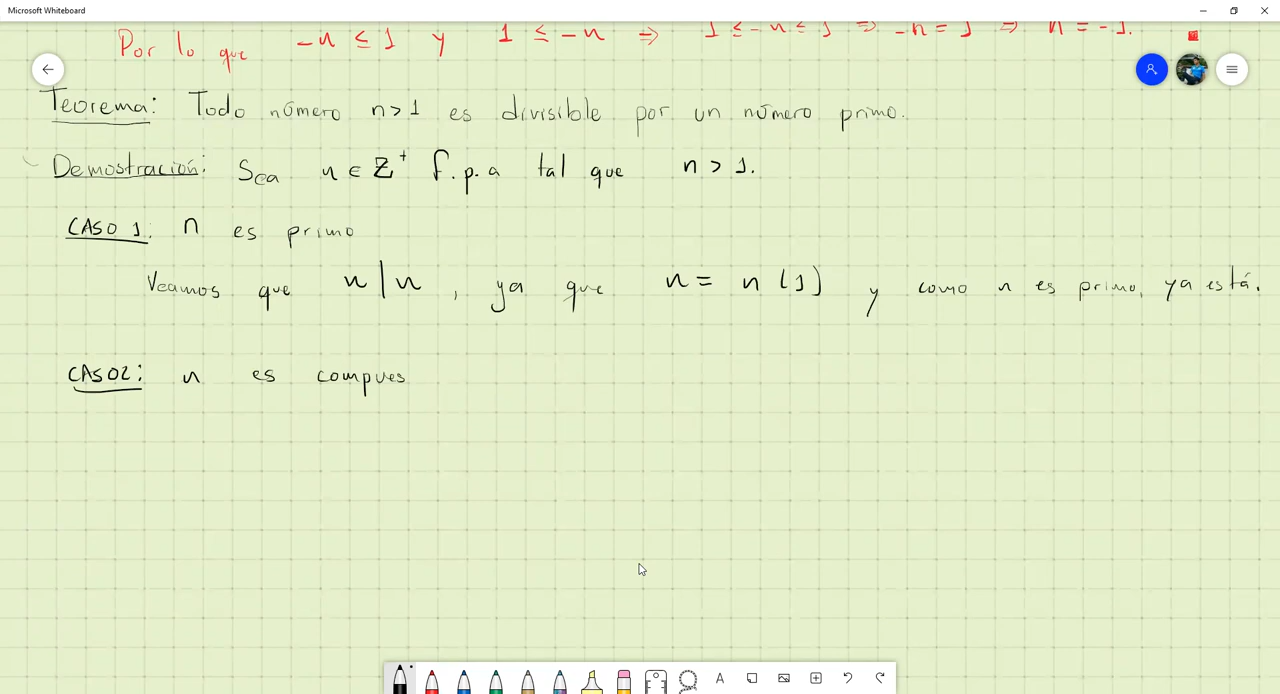 Microsoft Whiteboard
Por lo que -n ≤ 1 y 1 ≤ -n ⇒ 1 ≤ -n ≤ 1 ⇒ -n = 1 ⇒ n = -1.
Teorema: Todo número n>1 es divisible por un número primo.
Demostración: Sea n ∈ ℤ⁺ f.p.a tal que n > 1.
CASO 1: n es primo
Veamos que n|n, ya que n = n(1) y como n es primo, ya está.
CASO2: n es compues